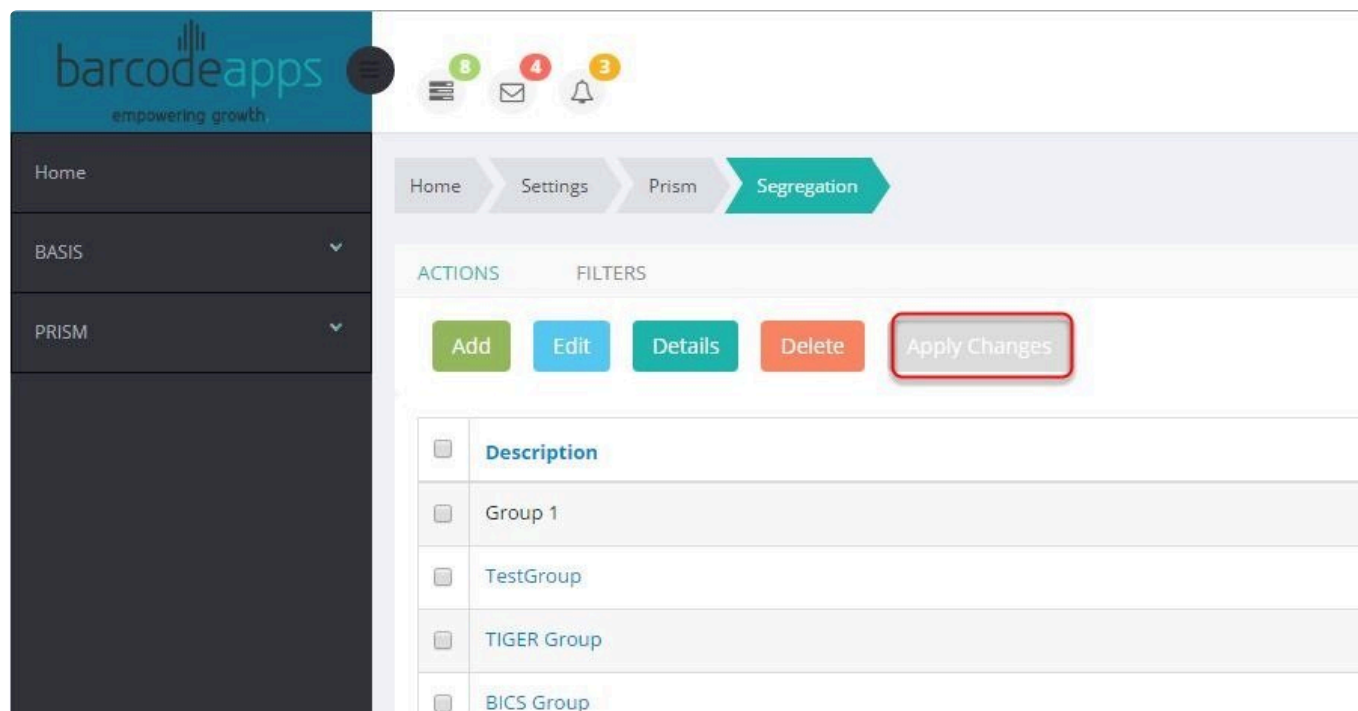 barcodeapps
empowering growth
8 4 3
Home
BASIS
PRISM
Home Settings Prism Segregation
ACTIONS FILTERS
Add Edit Details Delete Apply Changes
Description
Group 1
TestGroup
TIGER Group
BICS Group